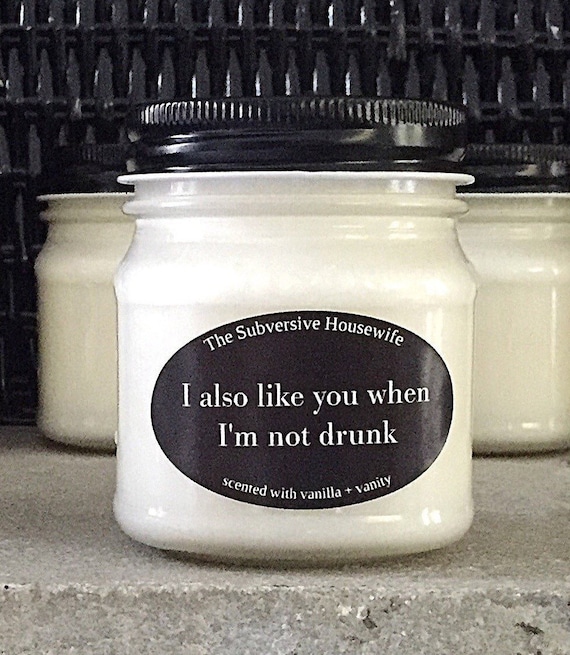 The Subversive Housewife
I also like you when
I'm not drunk
scented with vanilla + vanity